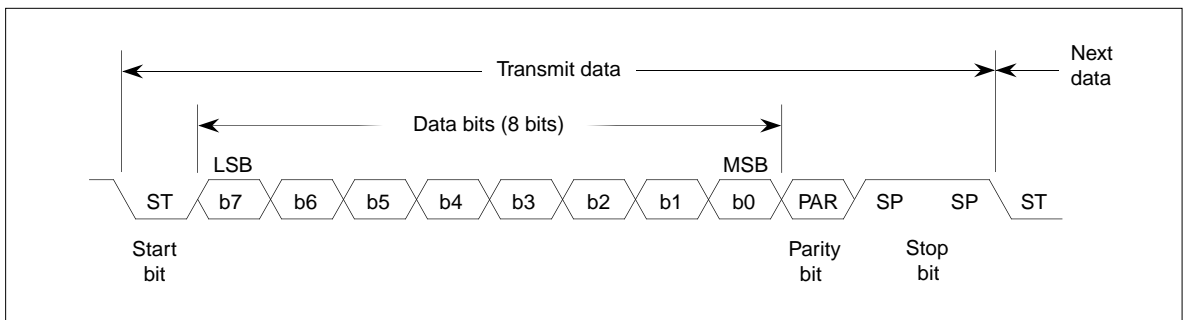 Transmit data
Next
data
Data bits (8 bits)
LSB
MSB
ST b7 b6 b5 b4 b3 b2 b1 b0 PAR SP SP ST
Start
bit
Parity
bit
Stop
bit